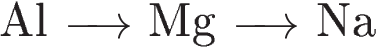 Al ⟶ Mg ⟶ Na